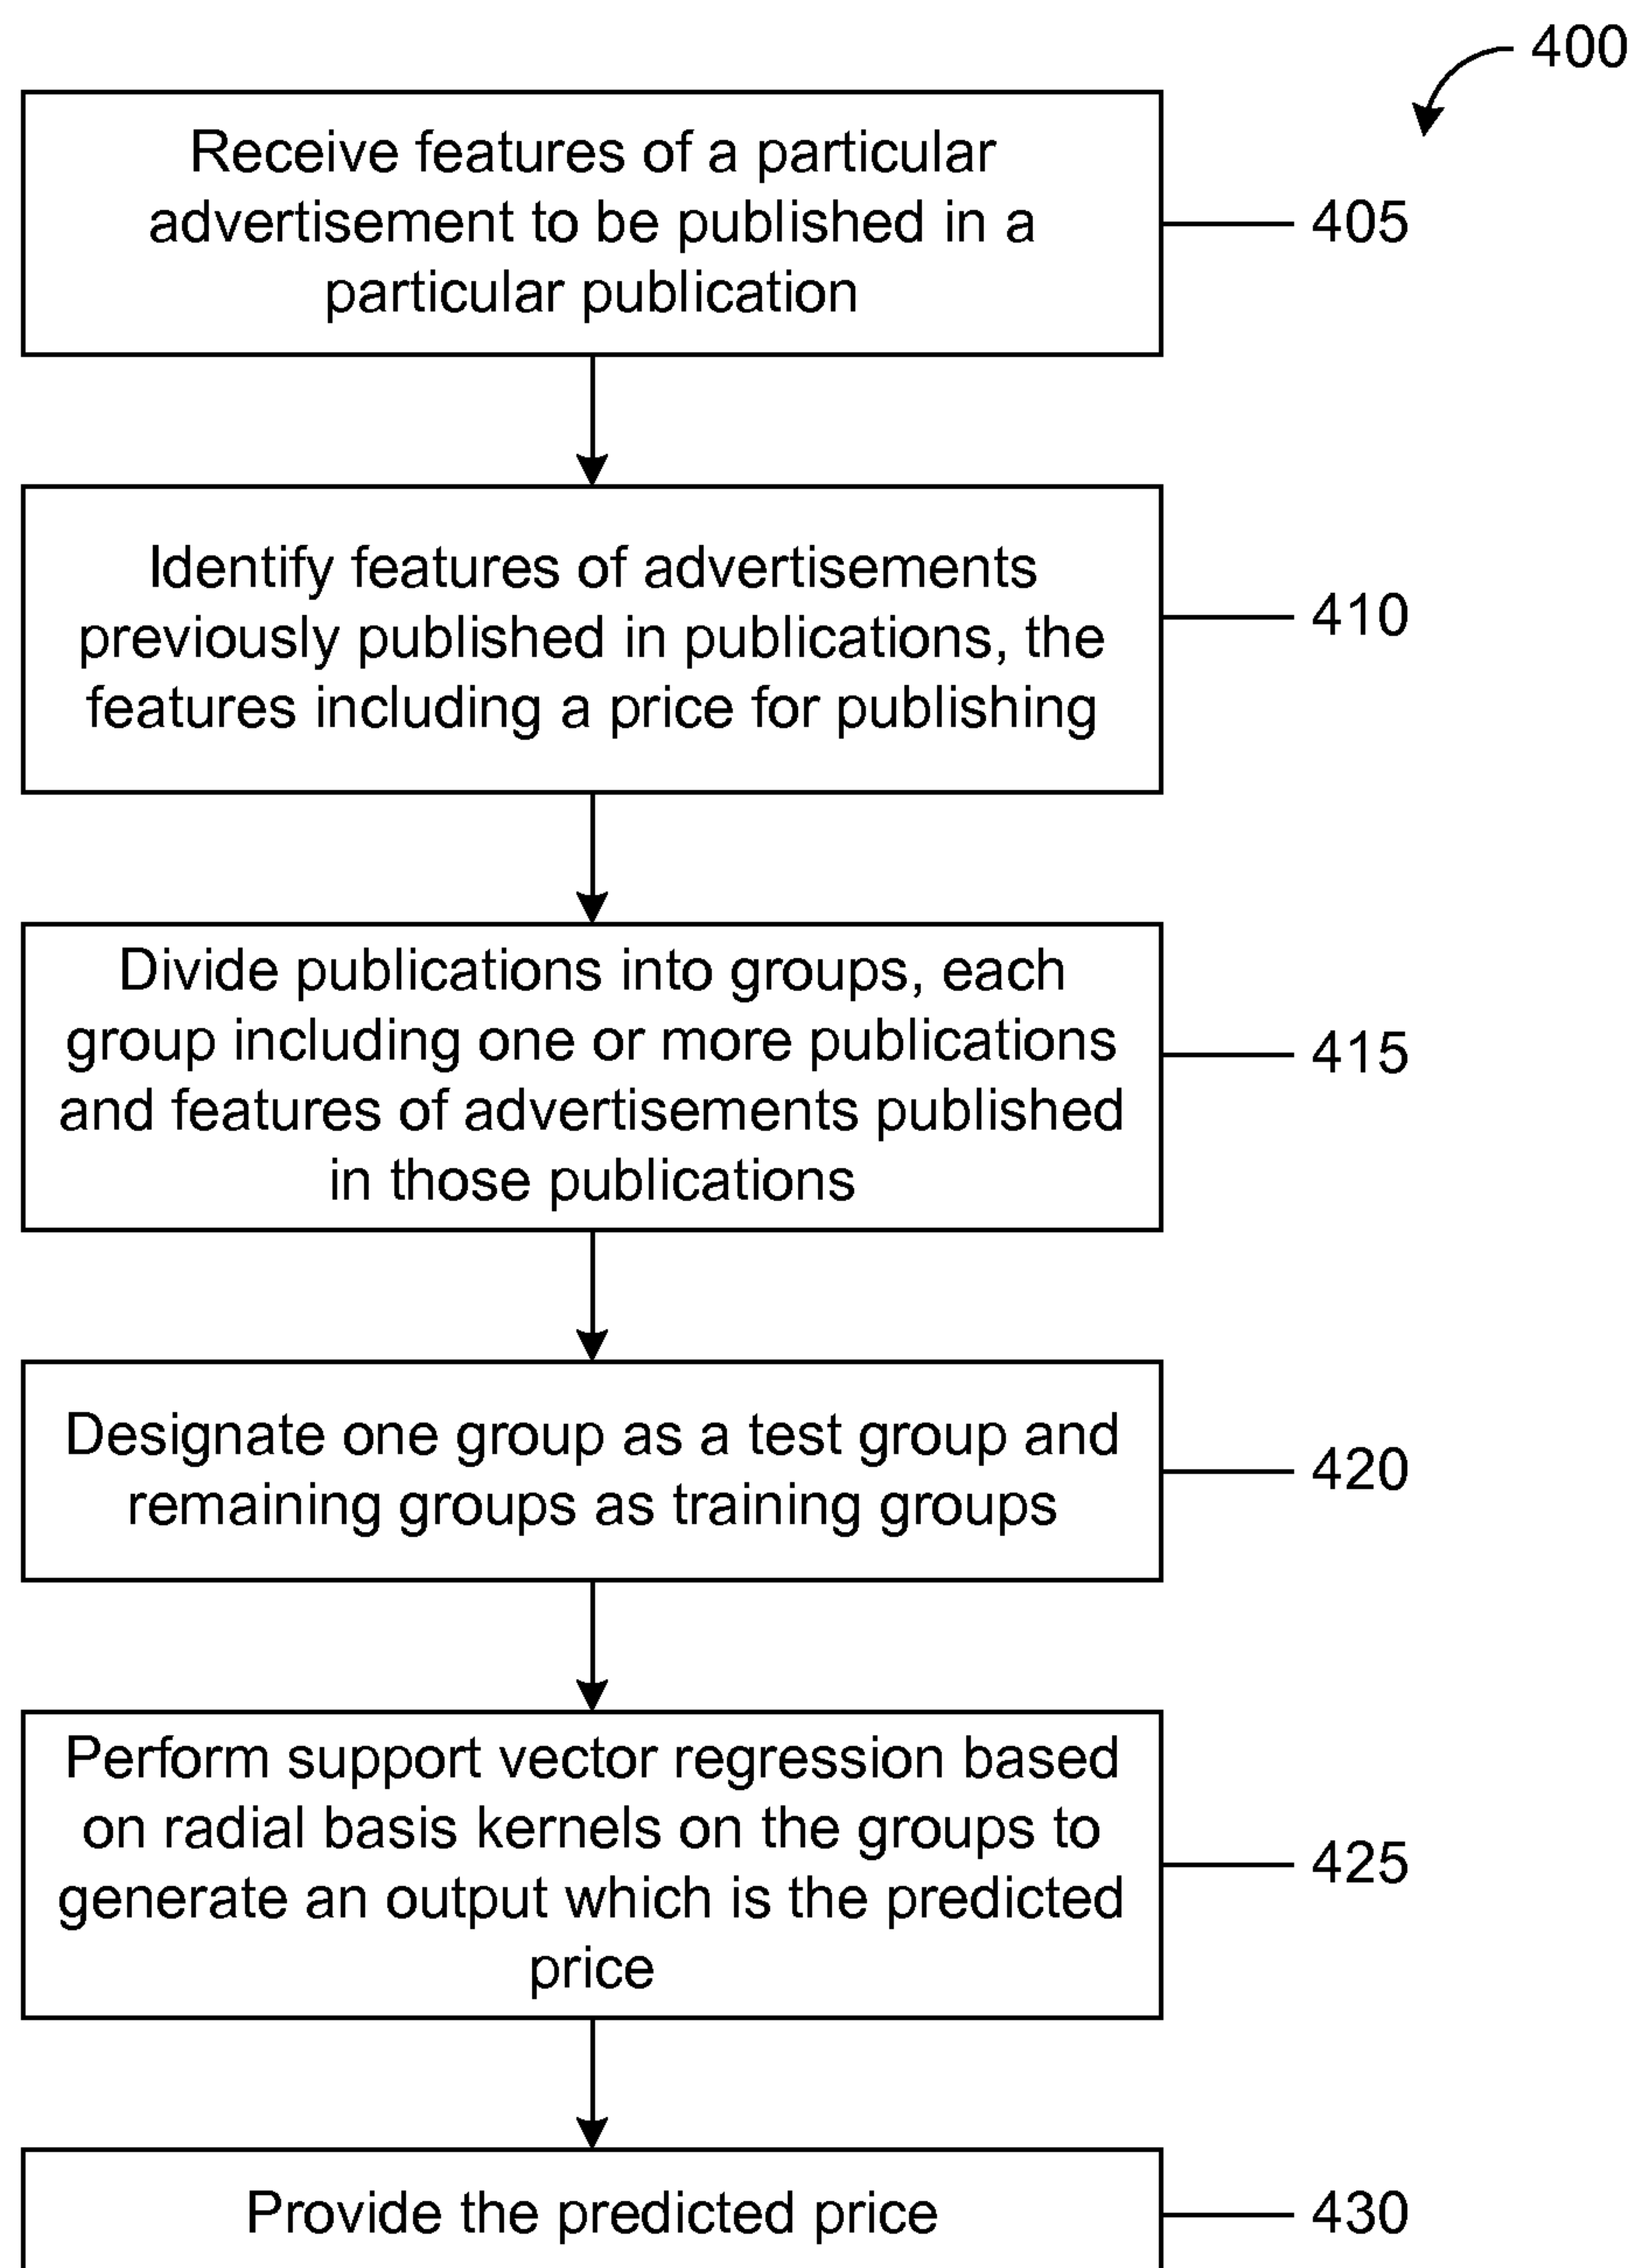 400
Receive features of a particular
advertisement to be published in a
particular publication
405
Identify features of advertisements
previously published in publications, the
features including a price for publishing
410
Divide publications into groups, each
group including one or more publications
and features of advertisements published
in those publications
415
Designate one group as a test group and
remaining groups as training groups
420
Perform support vector regression based
on radial basis kernels on the groups to
generate an output which is the predicted
price
425
Provide the predicted price
430